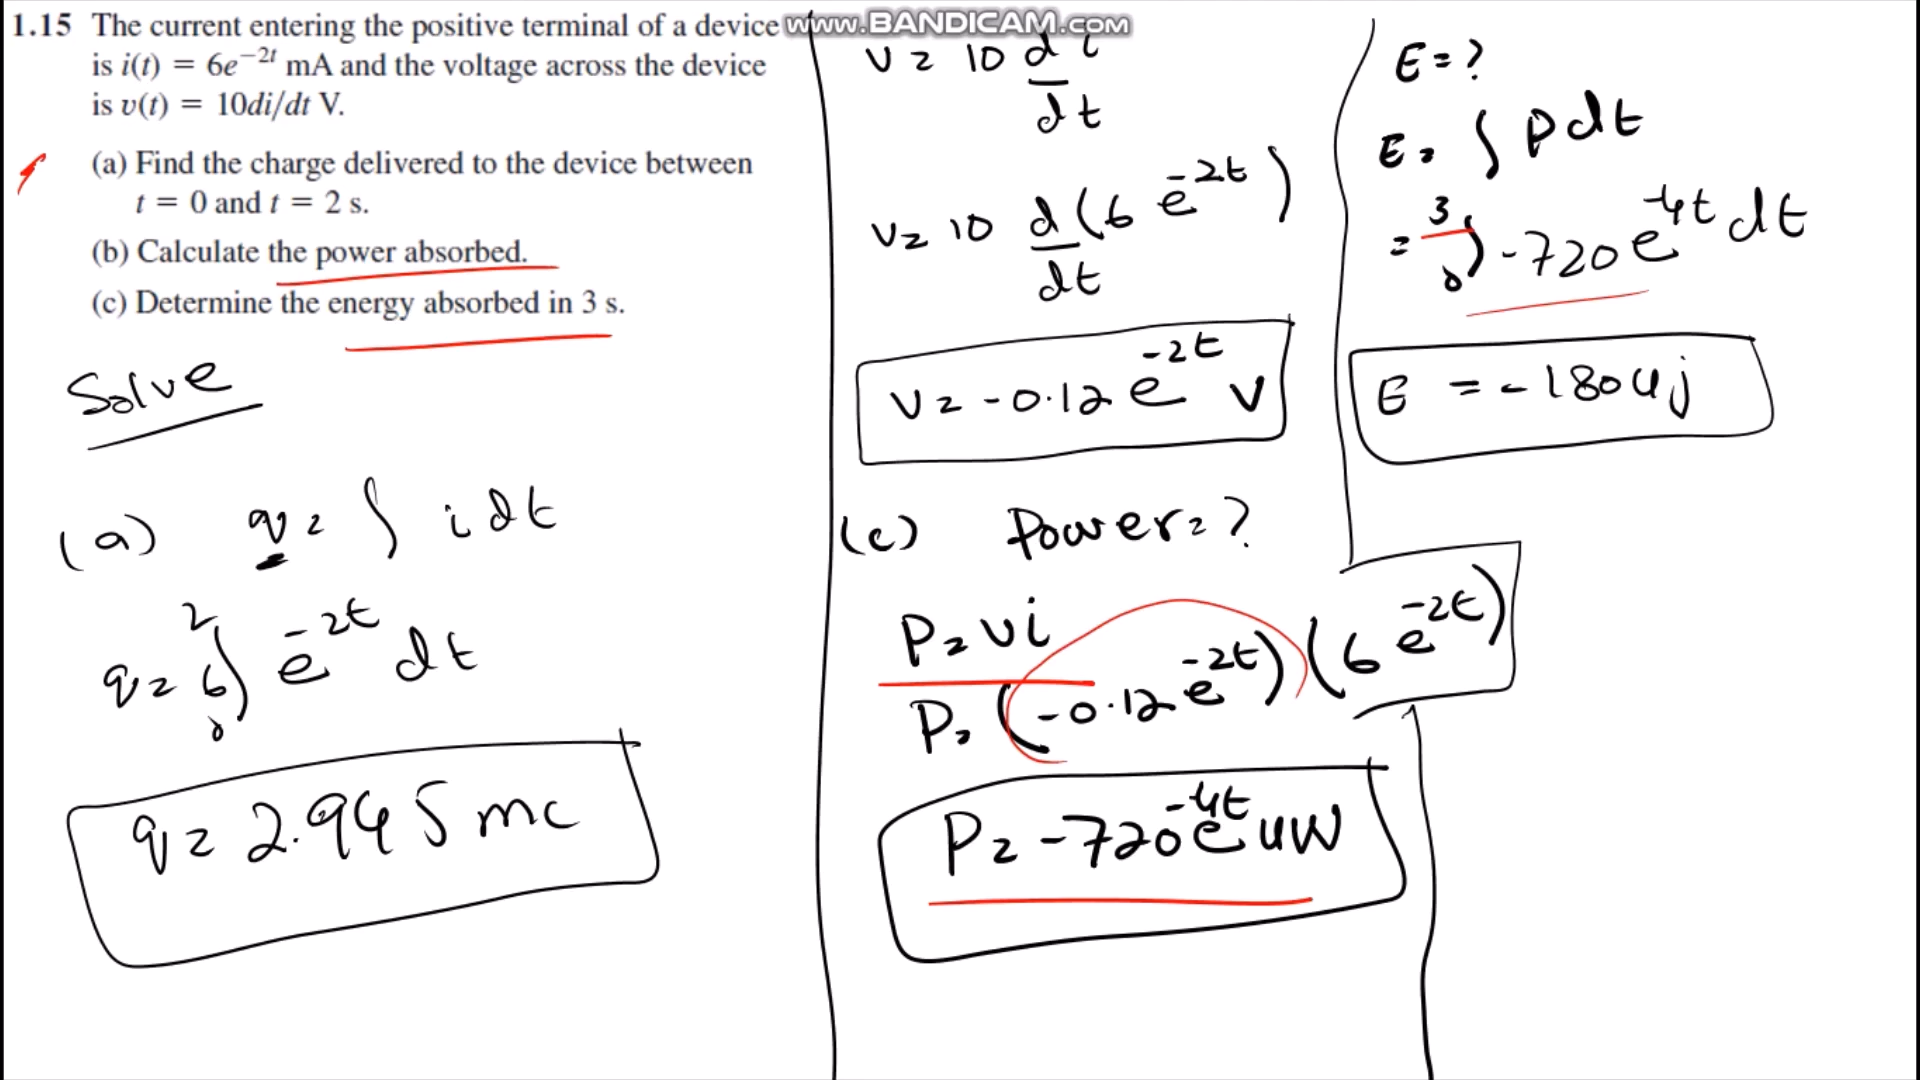 1.15 The current entering the positive terminal of a device
is i(t) = 6e^{-2t} mA and the voltage across the device
is v(t) = 10di/dt V.
(a) Find the charge delivered to the device between
t = 0 and t = 2 s.
(b) Calculate the power absorbed.
(c) Determine the energy absorbed in 3 s.
Solve
(a) q = ∫ i dt
q = 6 ∫_0^2 e^{-2t} dt
q = 2.945 mc
www.BANDICAM.com
v = 10 di/dt
v = 10 d/dt (6 e^{-2t})
v = -0.12 e^{-2t} V
(c) Power = ?
P = vi
P = (-0.12 e^{-2t}) (6 e^{-2t})
P = -720 e^{-4t} uw
E = ?
E = ∫ P dt
= ∫_0^3 -720 e^{-4t} dt
E = -180 uj